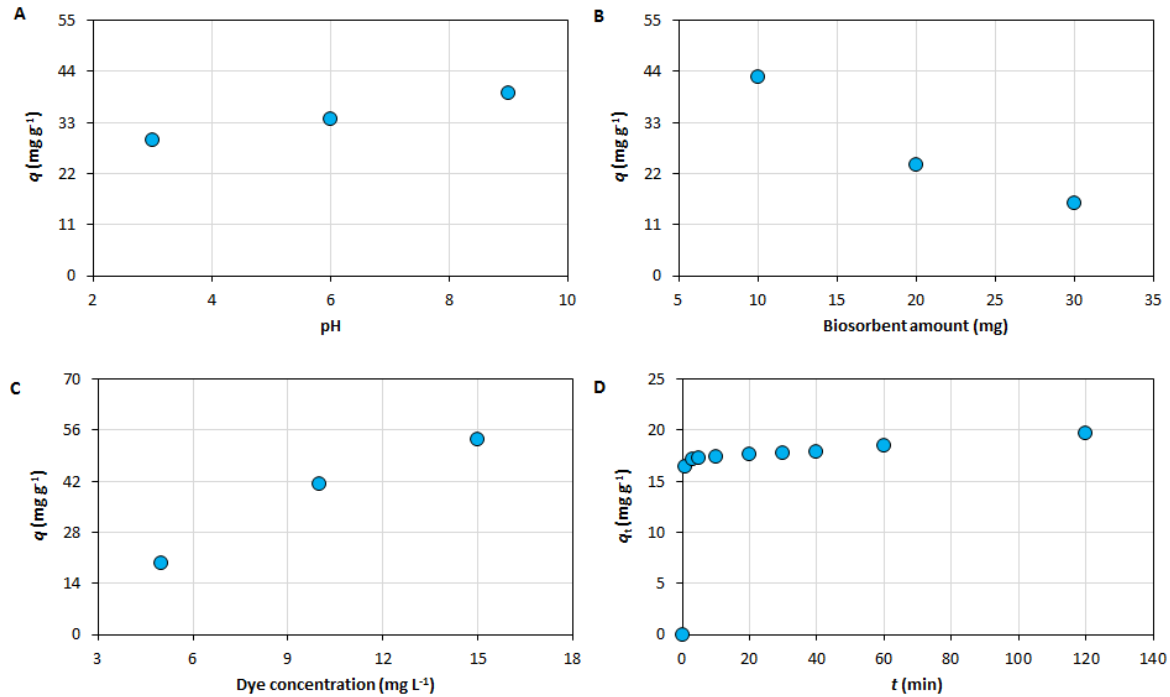 A
55
44
33
22
11
0
q (mg g⁻¹)
2 4 6 8 10
pH
B
55
44
33
22
11
0
q (mg g⁻¹)
5 10 15 20 25 30 35
Biosorbent amount (mg)
C
70
56
42
28
14
0
q (mg g⁻¹)
3 6 9 12 15 18
Dye concentration (mg L⁻¹)
D
25
20
15
10
5
0
qₜ (mg g⁻¹)
0 20 40 60 80 100 120 140
t (min)